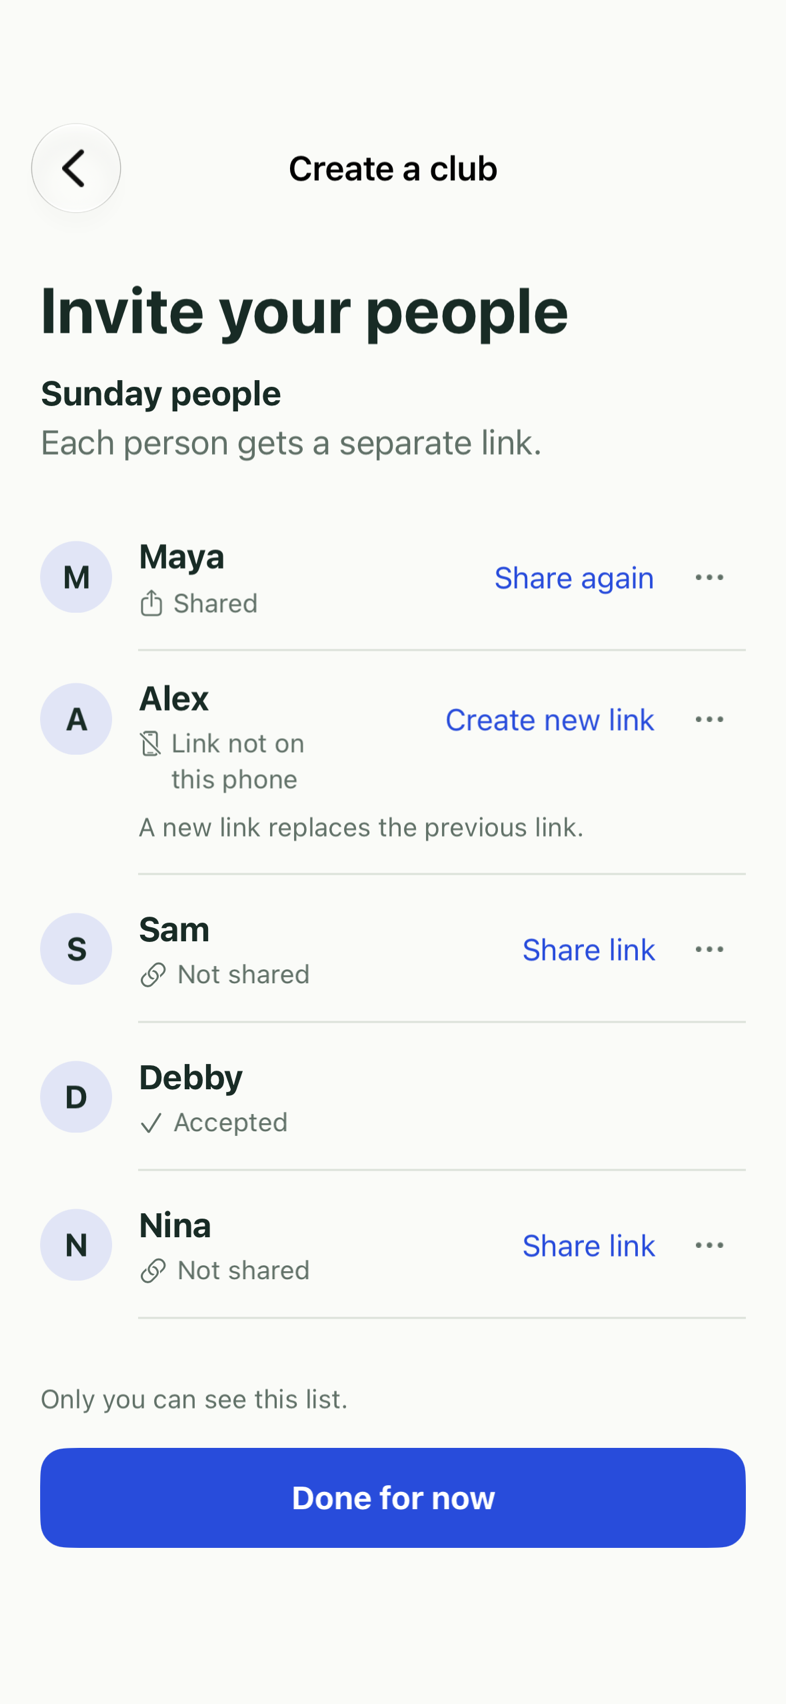 Create a club
Invite your people
Sunday people
Each person gets a separate link.
M
Maya
Shared
Share again
A
Alex
Link not on
this phone
Create new link
A new link replaces the previous link.
S
Sam
Not shared
Share link
D
Debby
Accepted
N
Nina
Not shared
Share link
Only you can see this list.
Done for now